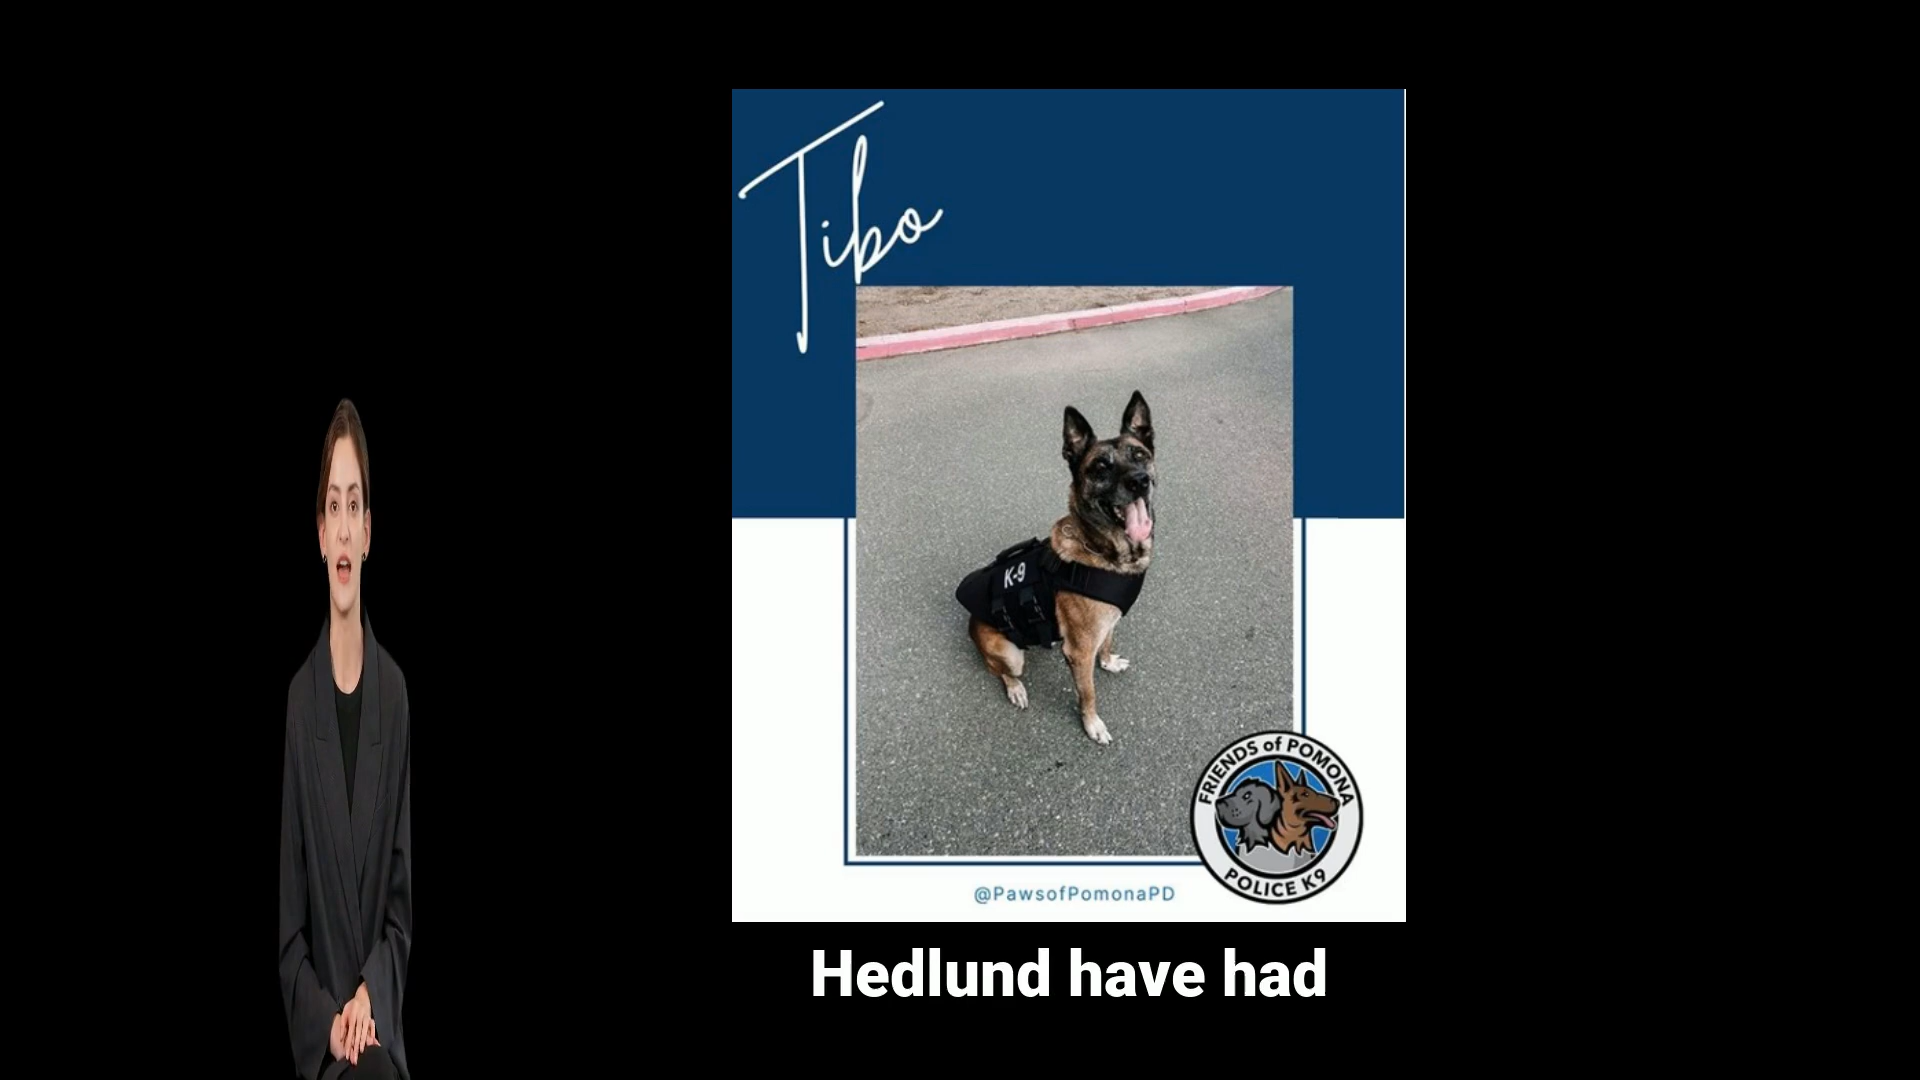 Tibo
K-9
FRIENDS of POMONA
POLICE K9
@PawsofPomonaPD
Hedlund have had